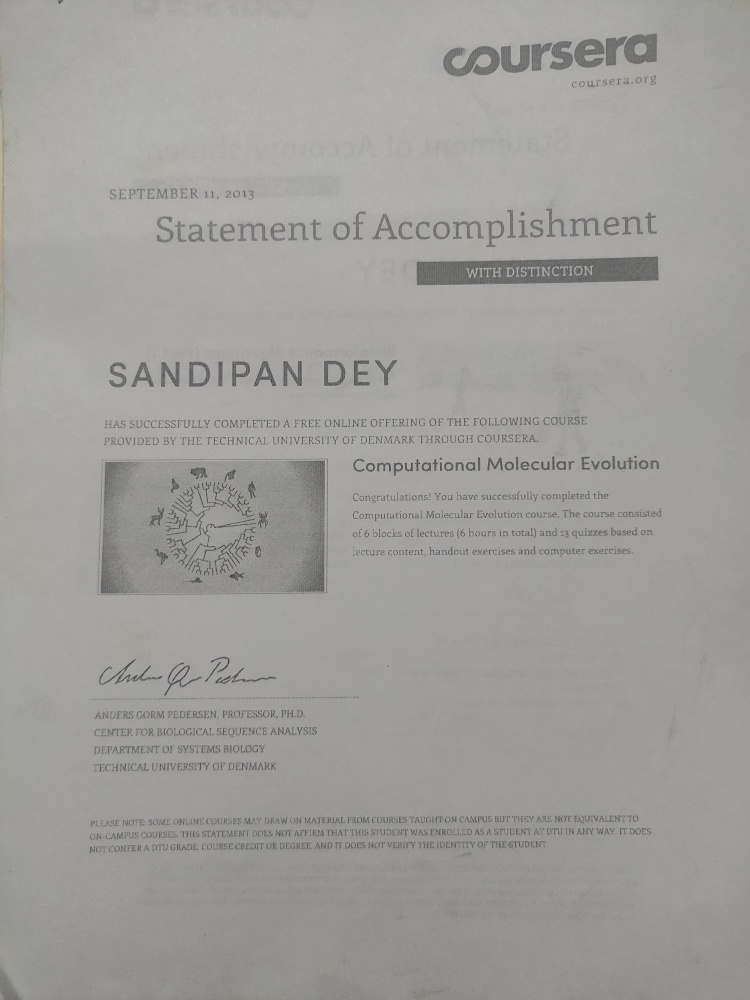 coursera
coursera.org
SEPTEMBER 11, 2013
Statement of Accomplishment
WITH DISTINCTION
SANDIPAN DEY
HAS SUCCESSFULLY COMPLETED A FREE ONLINE OFFERING OF THE FOLLOWING COURSE
PROVIDED BY THE TECHNICAL UNIVERSITY OF DENMARK THROUGH COURSERA.
Computational Molecular Evolution
Congratulations! You have successfully completed the
Computational Molecular Evolution course. The course consisted
of 6 blocks of lectures (6 hours in total) and 13 quizzes based on
lecture content, handout exercises and computer exercises.
ANDERS GORM PEDERSEN, PROFESSOR, PH.D.
CENTER FOR BIOLOGICAL SEQUENCE ANALYSIS
DEPARTMENT OF SYSTEMS BIOLOGY
TECHNICAL UNIVERSITY OF DENMARK
PLEASE NOTE: SOME ONLINE COURSES MAY DRAW ON MATERIAL FROM COURSES TAUGHT ON CAMPUS BUT THEY ARE NOT EQUIVALENT TO
ON-CAMPUS COURSES. THIS STATEMENT DOES NOT AFFIRM THAT THIS STUDENT WAS ENROLLED AS A STUDENT AT DTU IN ANY WAY. IT DOES
NOT CONFER A DTU GRADE, COURSE CREDIT OR DEGREE, AND IT DOES NOT VERIFY THE IDENTITY OF THE STUDENT